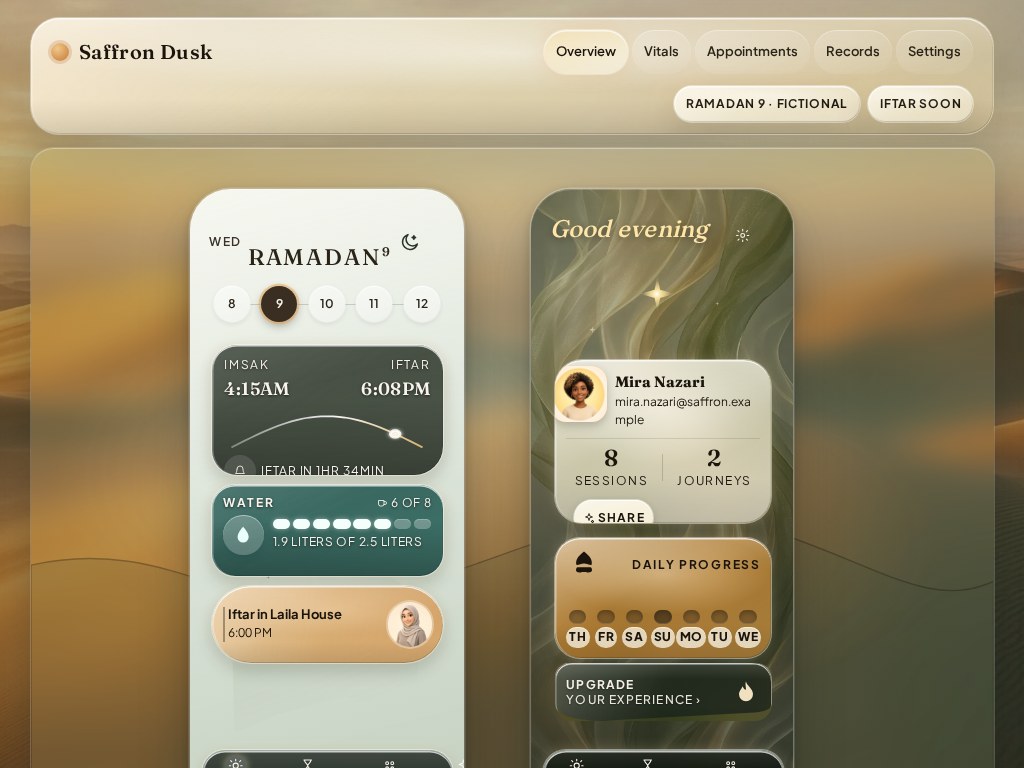 Saffron Dusk
Overview Vitals Appointments Records Settings
RAMADAN 9 · FICTIONAL IFTAR SOON
WED
RAMADAN⁹
8 9 10 11 12
IMSAK IFTAR
4:15AM 6:08PM
IFTAR IN 1HR 34MIN
WATER 6 OF 8
1.9 LITERS OF 2.5 LITERS
Iftar in Laila House
6:00 PM
Good evening
Mira Nazari
mira.nazari@saffron.exa
mple
8 2
SESSIONS JOURNEYS
SHARE
DAILY PROGRESS
TH FR SA SU MO TU WE
UPGRADE
YOUR EXPERIENCE ›